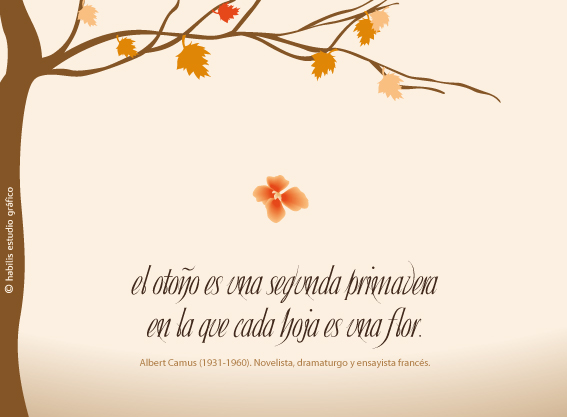 el otoño es una segunda primavera
en la que cada hoja es una flor.
Albert Camus (1931-1960). Novelista, dramaturgo y ensayista francés.
© habilis estudio gráfico